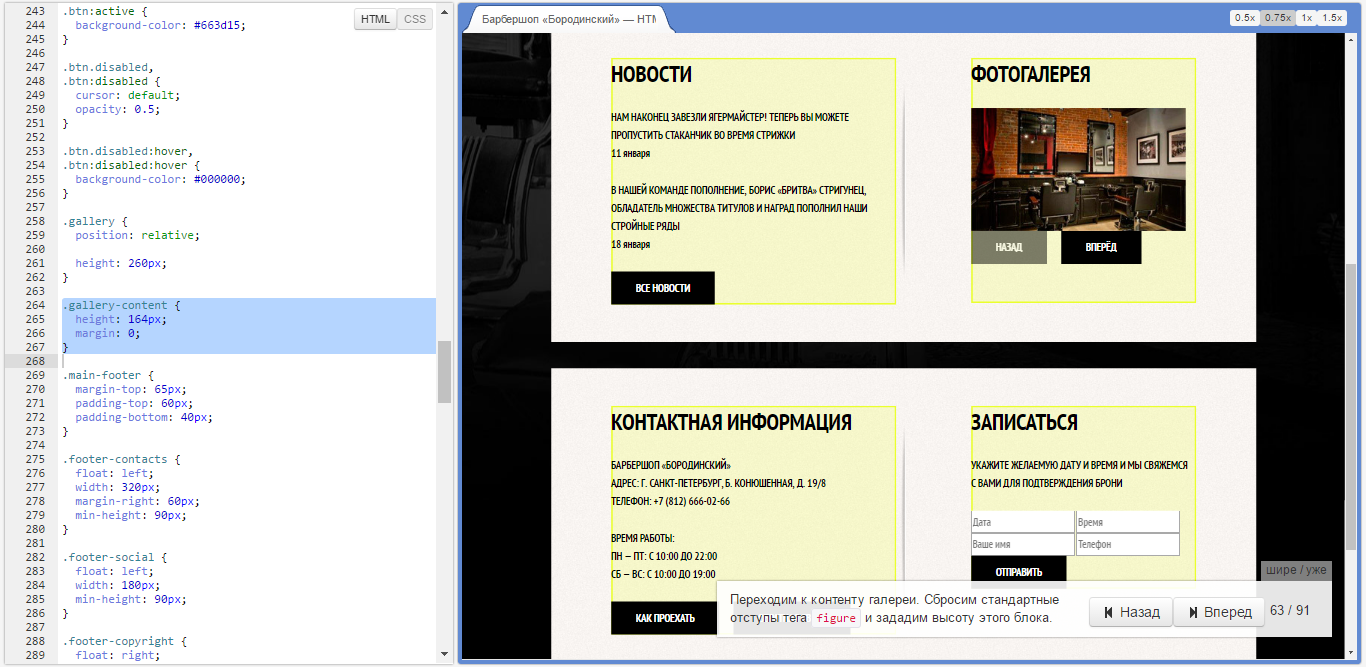 243 .btn:active {
244 background-color: #663d15;
245 }
246
247 .btn.disabled,
248 .btn:disabled {
249 cursor: default;
250 opacity: 0.5;
251 }
252
253 .btn.disabled:hover,
254 .btn:disabled:hover {
255 background-color: #000000;
256 }
257
258 .gallery {
259 position: relative;
260
261 height: 260px;
262 }
263
264 .gallery-content {
265 height: 164px;
266 margin: 0;
267 }
268
269 .main-footer {
270 margin-top: 65px;
271 padding-top: 60px;
272 padding-bottom: 40px;
273 }
274
275 .footer-contacts {
276 float: left;
277 width: 320px;
278 margin-right: 60px;
279 min-height: 90px;
280 }
281
282 .footer-social {
283 float: left;
284 width: 180px;
285 min-height: 90px;
286 }
287
288 .footer-copyright {
289 float: right;
HTML CSS
Барбершоп «Бородинский» — HTM
0.5x 0.75x 1x 1.5x
НОВОСТИ
НАМ НАКОНЕЦ ЗАВЕЗЛИ ЯГЕРМАЙСТЕР! ТЕПЕРЬ ВЫ МОЖЕТЕ
ПРОПУСТИТЬ СТАКАНЧИК ВО ВРЕМЯ СТРИЖКИ
11 января
В НАШЕЙ КОМАНДЕ ПОПОЛНЕНИЕ, БОРИС «БРИТВА» СТРИГУНЕЦ,
ОБЛАДАТЕЛЬ МНОЖЕСТВА ТИТУЛОВ И НАГРАД ПОПОЛНИЛ НАШИ
СТРОЙНЫЕ РЯДЫ
18 января
ВСЕ НОВОСТИ
ФОТОГАЛЕРЕЯ
НАЗАД ВПЕРЁД
КОНТАКТНАЯ ИНФОРМАЦИЯ
БАРБЕРШОП «БОРОДИНСКИЙ»
АДРЕС: Г. САНКТ-ПЕТЕРБУРГ, Б. КОНЮШЕННАЯ, Д. 19/8
ТЕЛЕФОН: +7 (812) 666-02-66
ВРЕМЯ РАБОТЫ:
ПН – ПТ: С 10:00 ДО 22:00
СБ – ВС: С 10:00 ДО 19:00
КАК ПРОЕХАТЬ
ЗАПИСАТЬСЯ
УКАЖИТЕ ЖЕЛАЕМУЮ ДАТУ И ВРЕМЯ И МЫ СВЯЖЕМСЯ
С ВАМИ ДЛЯ ПОДТВЕРЖДЕНИЯ БРОНИ
Дата Время
Ваше имя Телефон
ОТПРАВИТЬ
шире / уже
Переходим к контенту галереи. Сбросим стандартные
отступы тега figure и зададим высоту этого блока.
Назад Вперед 63 / 91